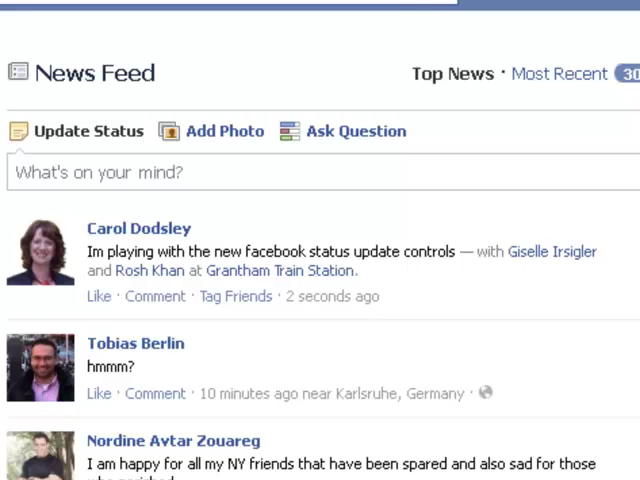 News Feed
Top News · Most Recent 30
Update Status Add Photo Ask Question
What's on your mind?
Carol Dodsley
Im playing with the new facebook status update controls — with Giselle Irsigler
and Rosh Khan at Grantham Train Station.
Like · Comment · Tag Friends · 2 seconds ago
Tobias Berlin
hmmm?
Like · Comment · 10 minutes ago near Karlsruhe, Germany ·
Nordine Avtar Zouareg
I am happy for all my NY friends that have been spared and also sad for those